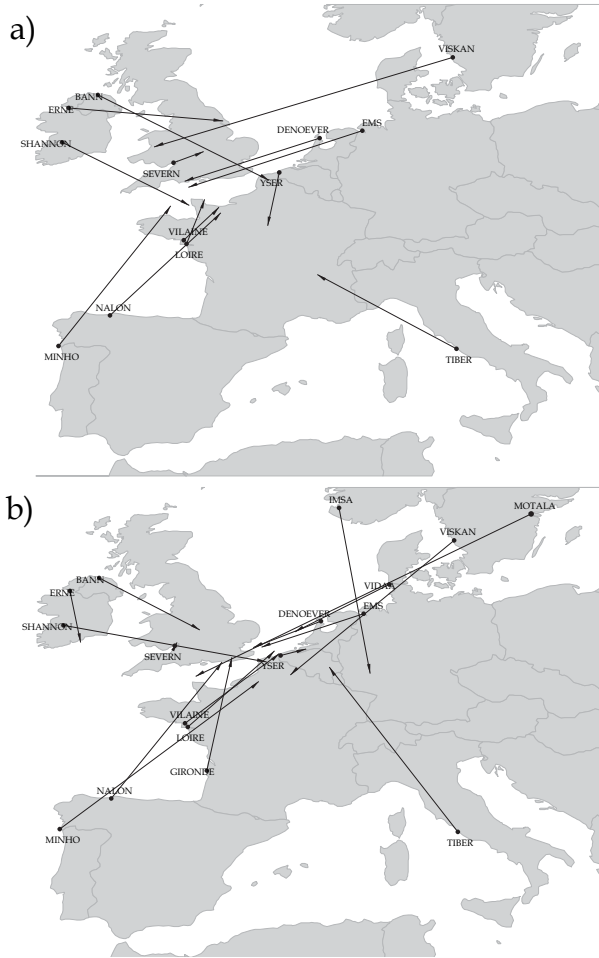 a)
VISKAN
BANN
ERNE
EMS
DENOEVER
SHANNON
SEVERN
YSER
VILAINE
LOIRE
NALON
MINHO
TIBER
b)
IMSA
MOTALA
VISKAN
BANN
VIDAA
ERNE
EMS
DENOEVER
SHANNON
SEVERN
YSER
VILAINE
LOIRE
GIRONDE
NALON
MINHO
TIBER